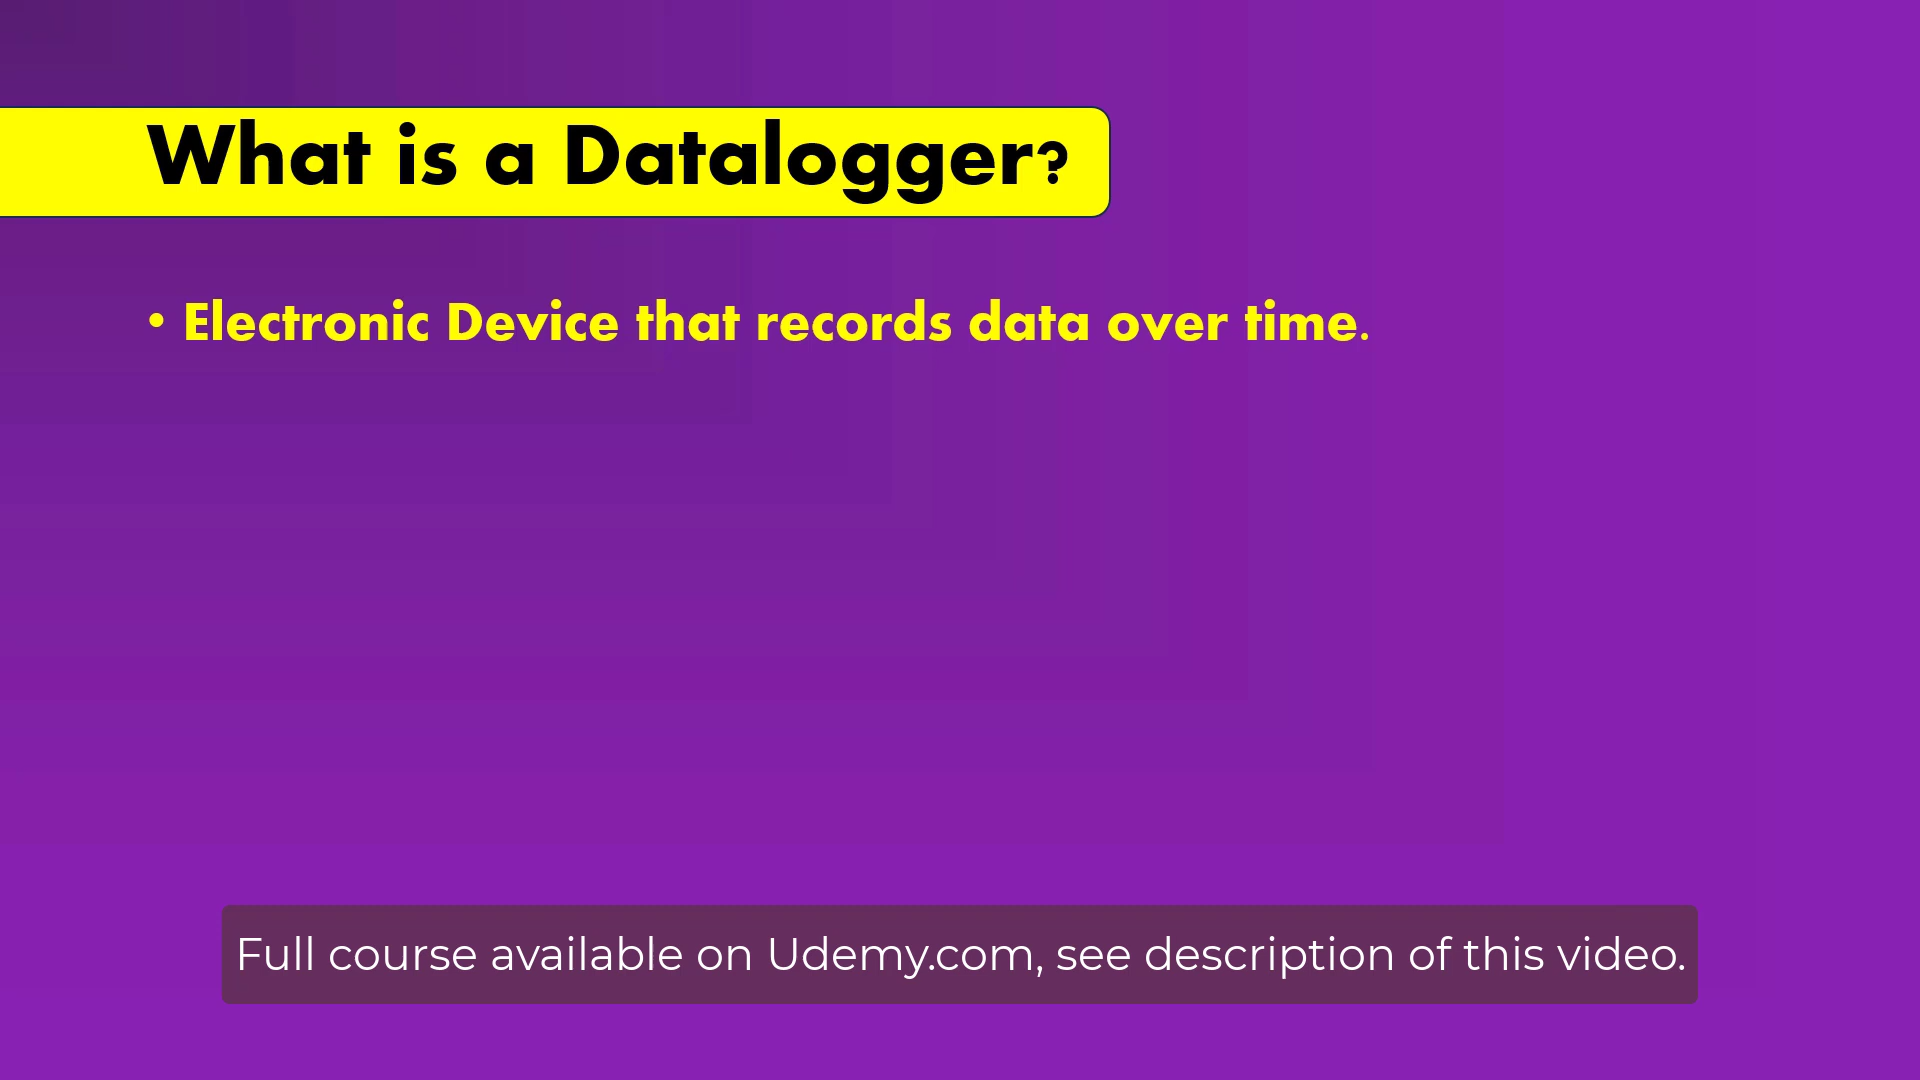 What is a Datalogger?
• Electronic Device that records data over time.
Full course available on Udemy.com, see description of this video.